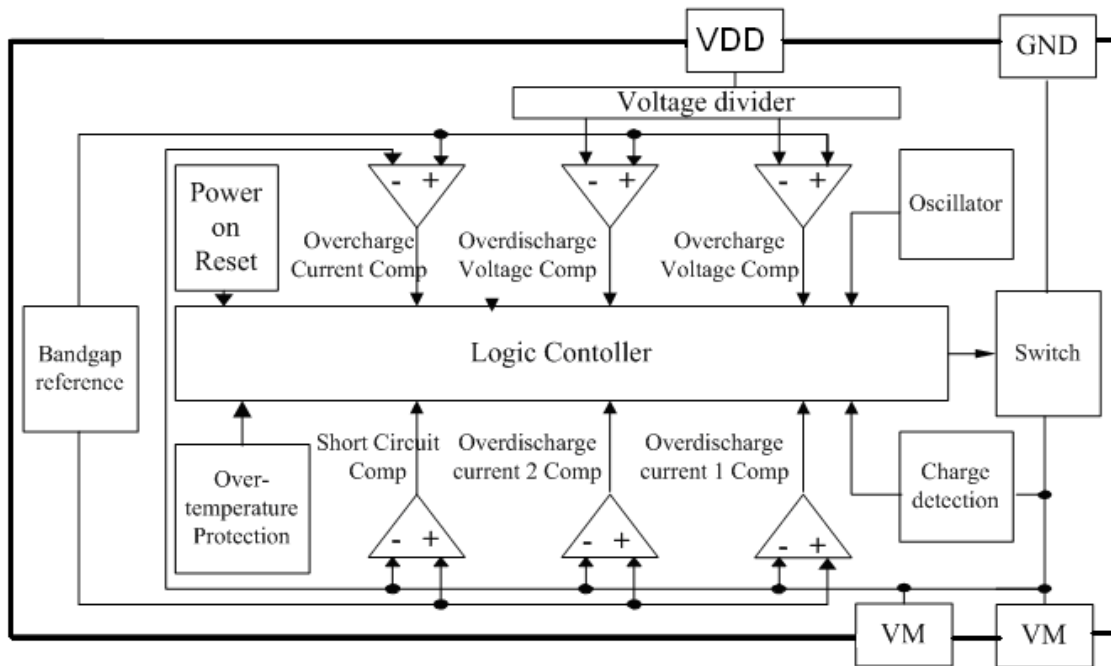 VDD
GND
Voltage divider
- +
- +
- +
Power
on
Reset
Oscillator
Overcharge
Current Comp
Overdischarge
Voltage Comp
Overcharge
Voltage Comp
Bandgap
reference
Logic Contoller
Switch
Short Circuit
Comp
Overdischarge
current 2 Comp
Overdischarge
current 1 Comp
Over-
temperature
Protection
Charge
detection
- +
- +
- +
VM
VM